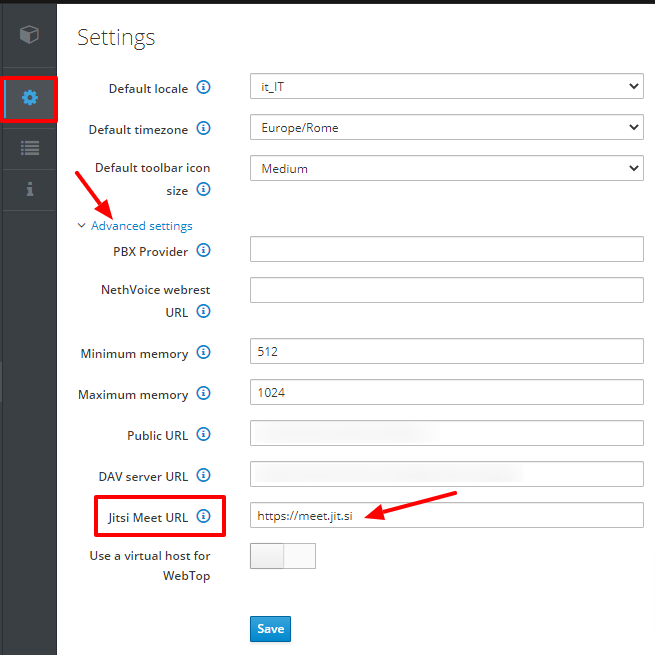 Settings
Default locale it_IT
Default timezone Europe/Rome
Default toolbar icon
size Medium
Advanced settings
PBX Provider
NethVoice webrest
URL
Minimum memory 512
Maximum memory 1024
Public URL
DAV server URL
Jitsi Meet URL https://meet.jit.si
Use a virtual host for
WebTop
Save